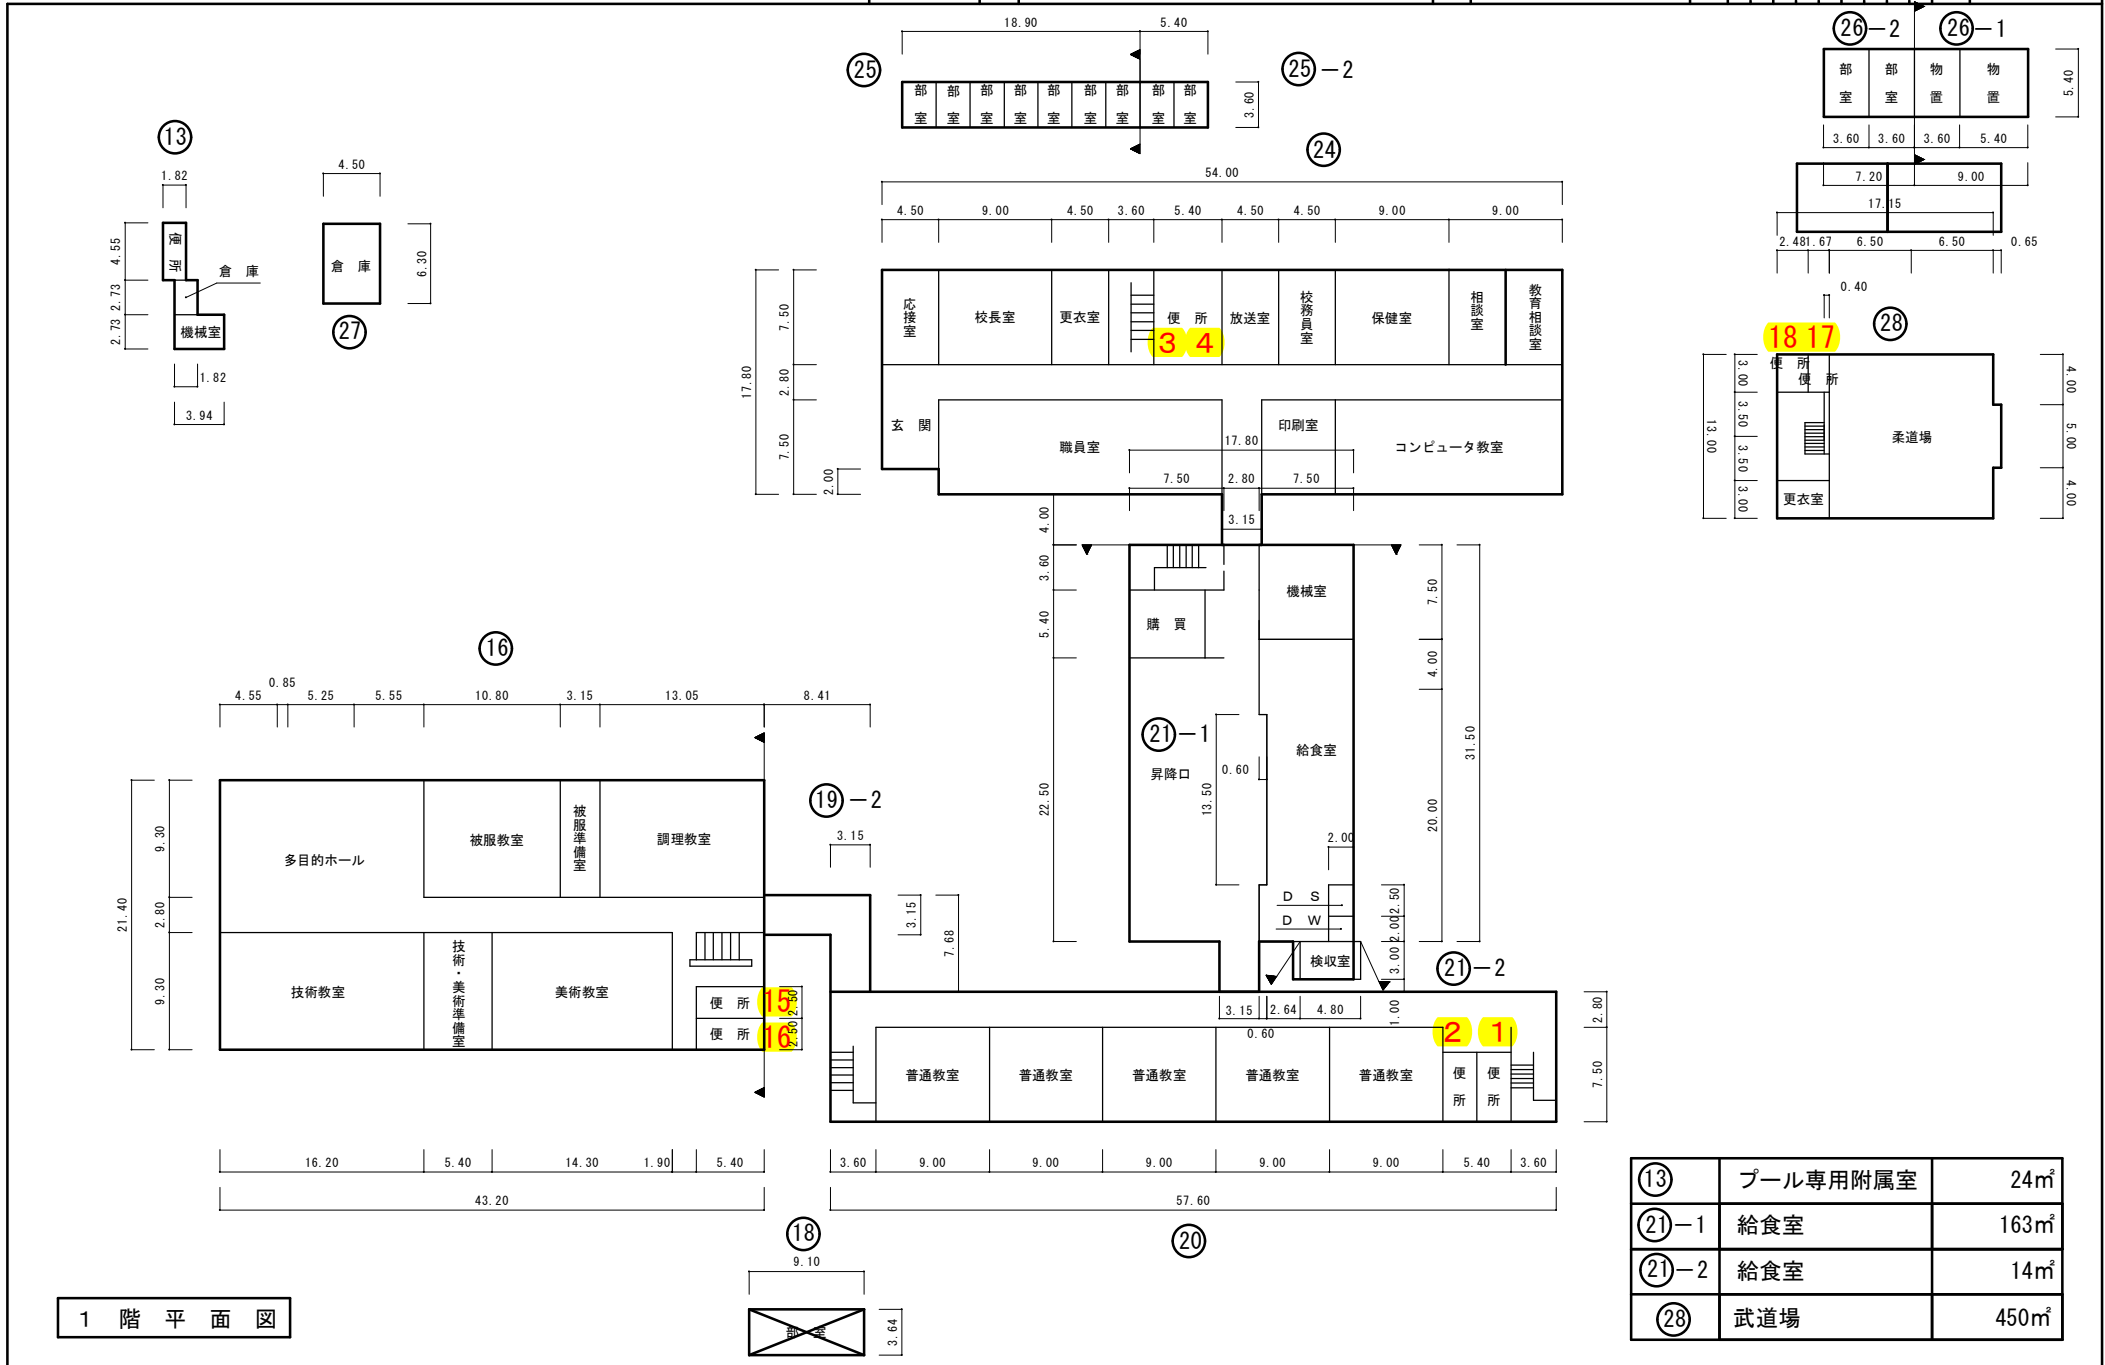 18.90 5.40
㉕ ㉕-2
部室 部室 部室 部室 部室 部室 部室 部室 部室
3.60
㉖-2 ㉖-1
部室 部室 物置 物置
5.40
3.60 3.60 3.60 5.40
7.20 9.00
17.15
2.48 1.67 6.50 6.50 0.65
0.40
㉘
18 17
便所
便所
柔道場
更衣室
13.00
3.00 3.50 3.50 3.00
4.00 5.00 4.00
⑬
1.82
4.55 2.73 2.73
便所
倉庫
機械室
1.82
3.94
4.50
倉庫
6.30
㉗
㉔
54.00
4.50 9.00 4.50 3.60 5.40 4.50 4.50 9.00 9.00
応接室 校長室 更衣室 便所 放送室 校務員室 保健室 相談室 教育相談室
3 4
17.80
7.50 2.80 7.50
2.00
玄関 職員室 印刷室 コンピュータ教室
17.80
7.50 2.80 7.50
3.15
4.00 3.60 5.40 22.50
機械室
購買
7.50 4.00 20.00
31.50
㉑-1
昇降口
給食室
0.60
13.50
2.00
DS
DW
2.50 2.00 3.00
検収室
㉑-2
1.00
3.15 2.64 4.80
0.60
⑯
0.85
4.55 5.25 5.55 10.80 3.15 13.05 8.41
21.40
9.30 2.80 9.30
多目的ホール 被服教室 被服準備室 調理教室
技術教室 技術・美術準備室 美術教室
便所 15 2.50
便所 16 2.50
16.20 5.40 14.30 1.90 5.40
43.20
⑲-2
3.15
3.15
7.68
2 1
普通教室 普通教室 普通教室 普通教室 普通教室 便所 便所
2.80
7.50
3.60 9.00 9.00 9.00 9.00 9.00 5.40 3.60
57.60
⑳
⑱
9.10
部室
3.64
1階平面図
⑬ プール専用附属室 24㎡
㉑-1 給食室 163㎡
㉑-2 給食室 14㎡
㉘ 武道場 450㎡